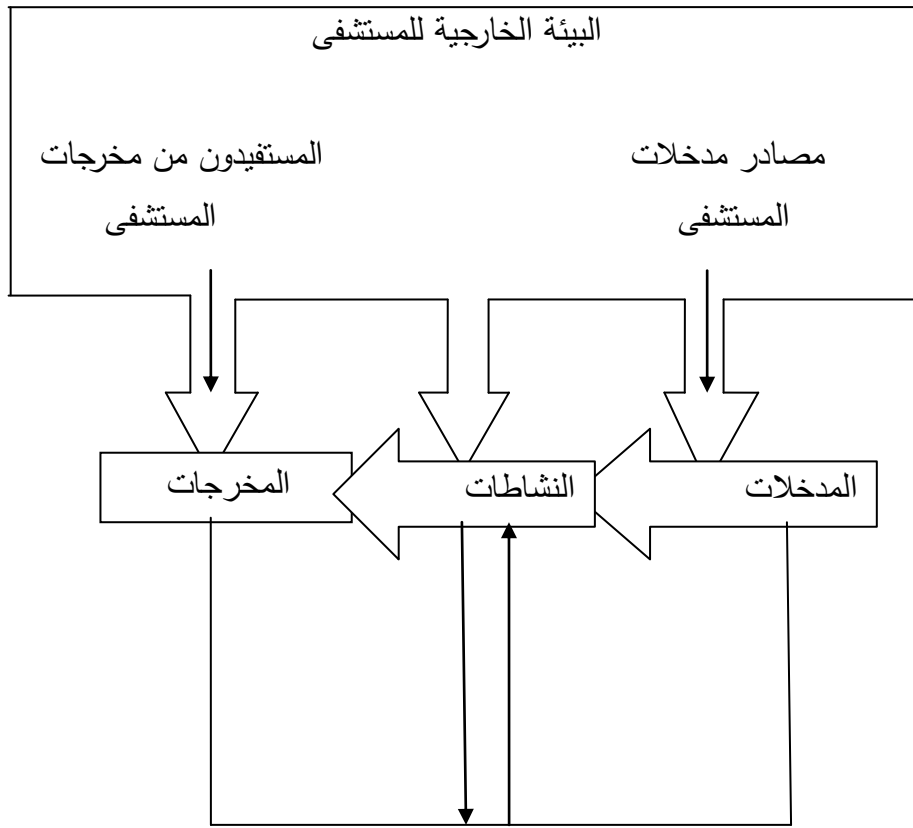 البيئة الخارجية للمستشفى
مصادر مدخلات
المستشفى
المستفيدون من مخرجات
المستشفى
المدخلات
النشاطات
المخرجات